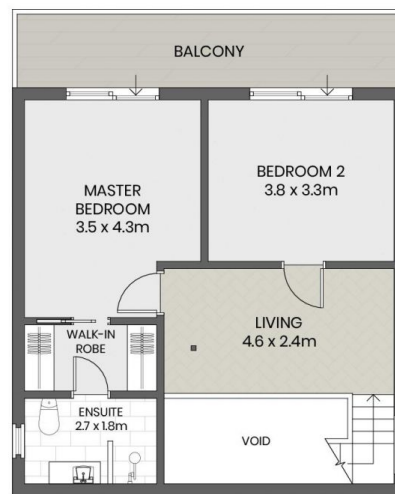 BALCONY
MASTER
BEDROOM
3.5 x 4.3m
BEDROOM 2
3.8 x 3.3m
WALK-IN
ROBE
LIVING
4.6 x 2.4m
ENSUITE
2.7 x 1.8m
VOID